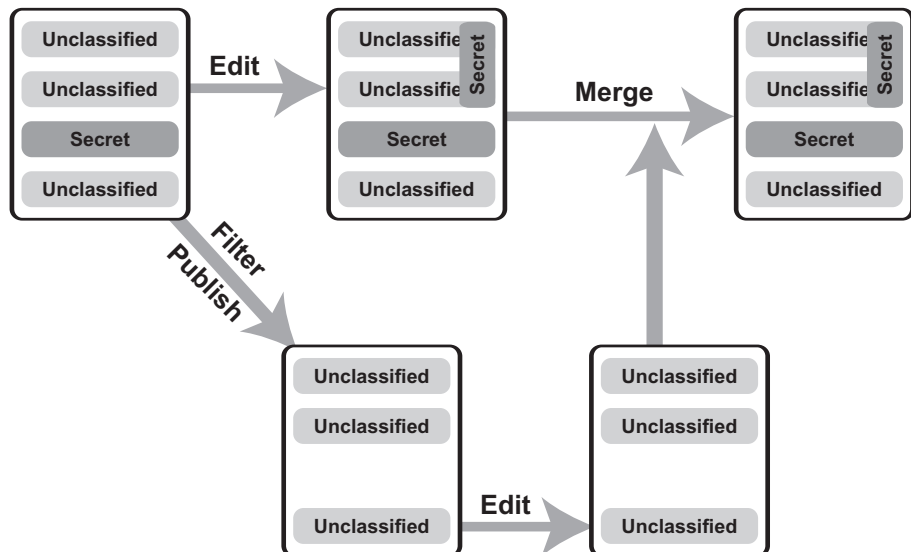 Unclassified
Unclassified
Secret
Unclassified
Edit
Unclassifie
Secret
Unclassifie
Secret
Unclassified
Merge
Unclassifie
Secret
Unclassifie
Secret
Unclassified
Filter
Publish
Unclassified
Unclassified
Unclassified
Edit
Unclassified
Unclassified
Unclassified